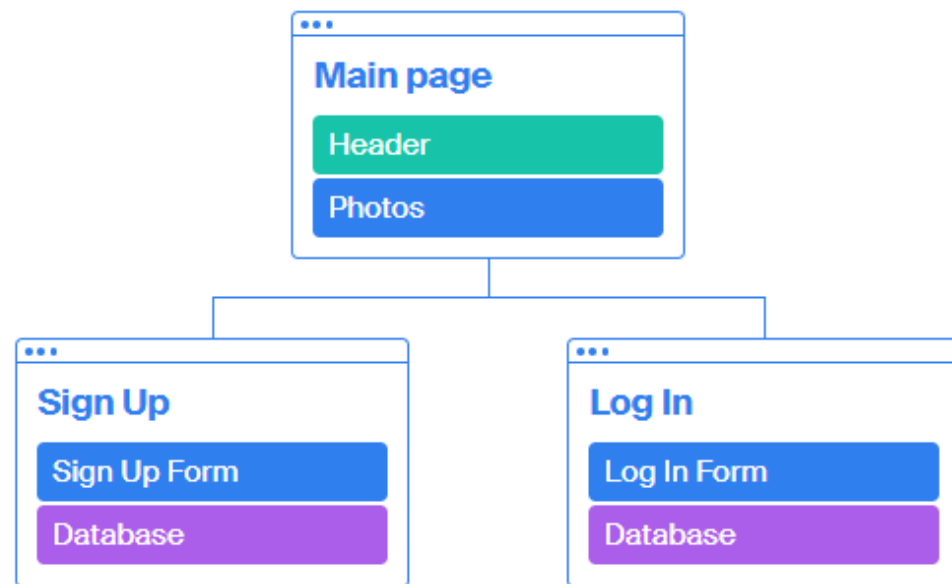 Main page
Header
Photos
Sign Up
Sign Up Form
Database
Log In
Log In Form
Database